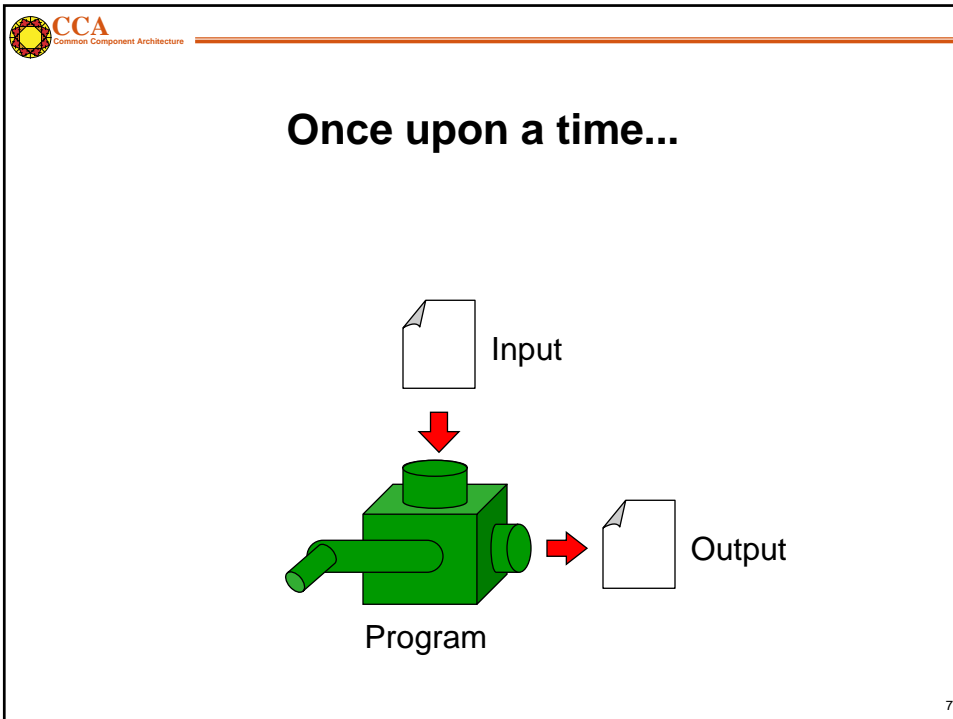 CCA
Common Component Architecture
Once upon a time...
Input
Output
Program
7